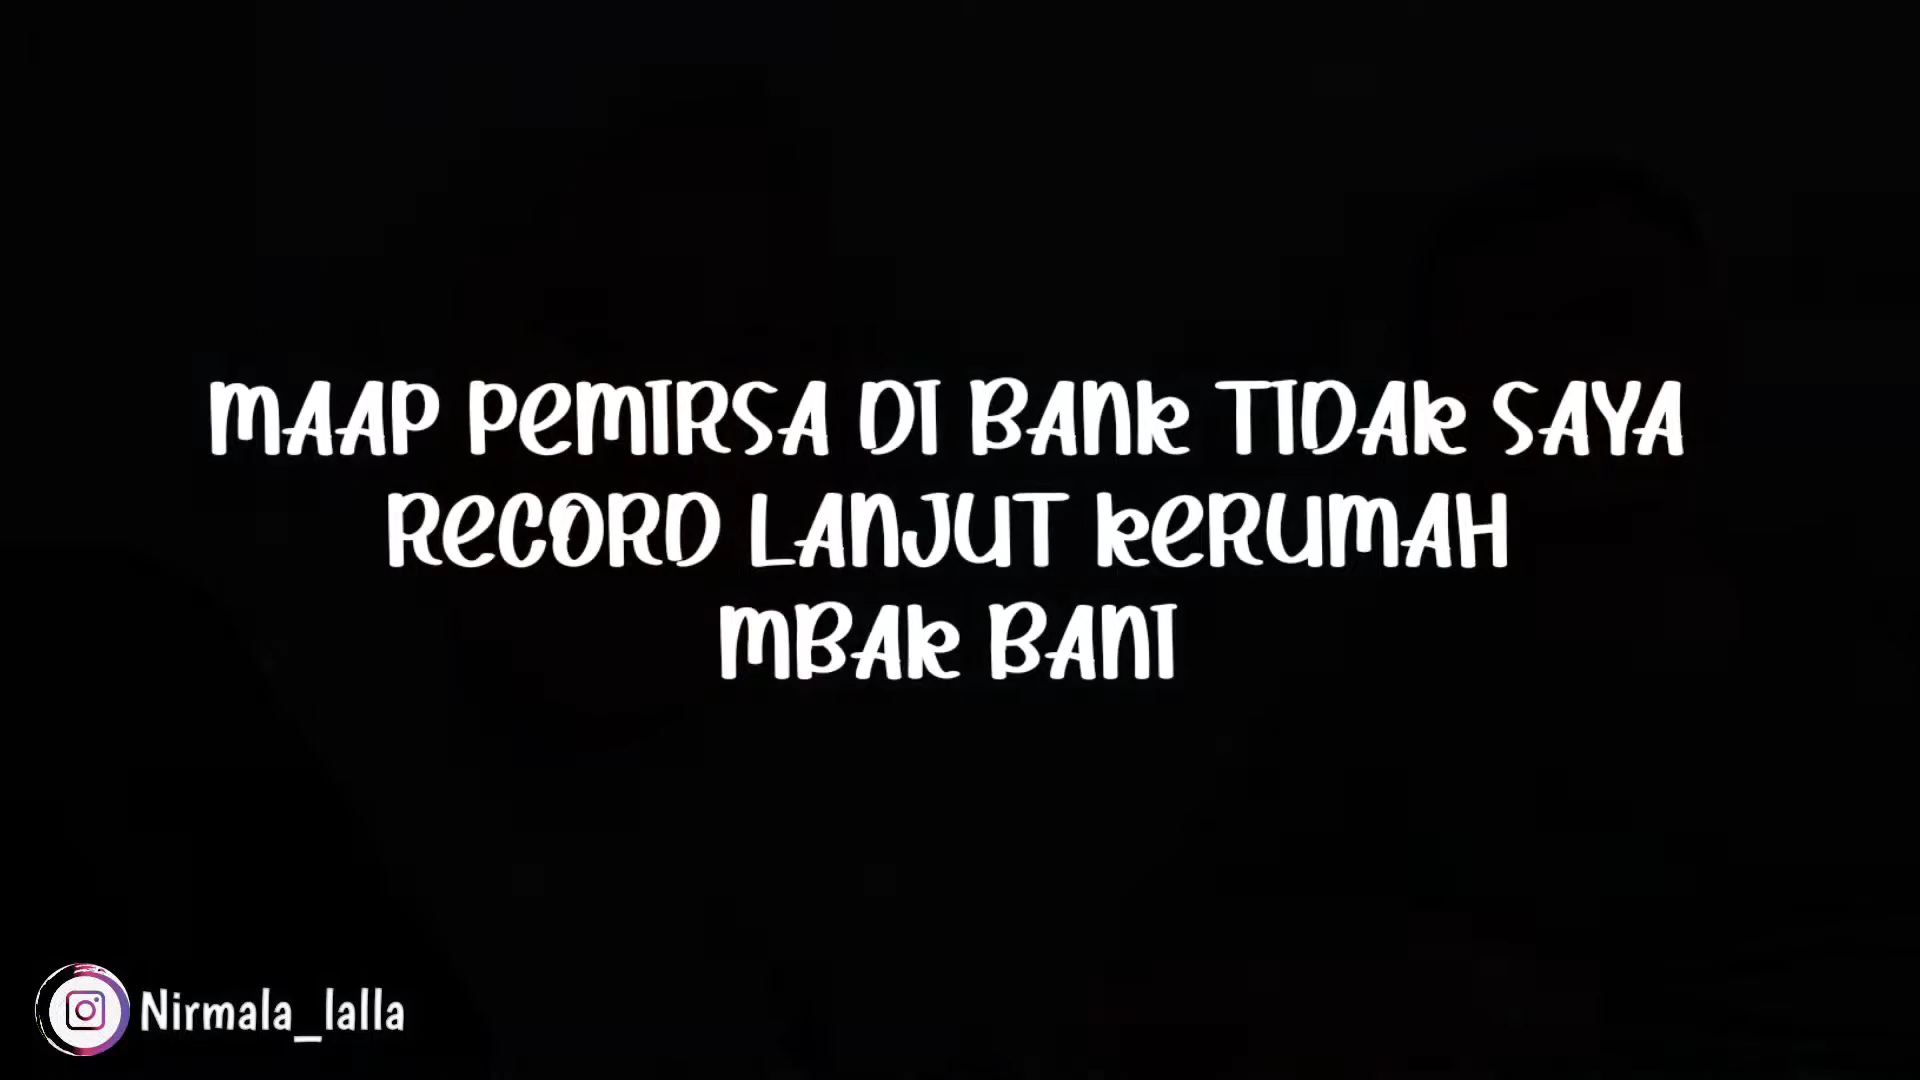 MAAP PEMIRSA DI BANK TIDAK SAYA
RECORD LANJUT KERUMAH
MBAK BANI
Nirmala_lalla